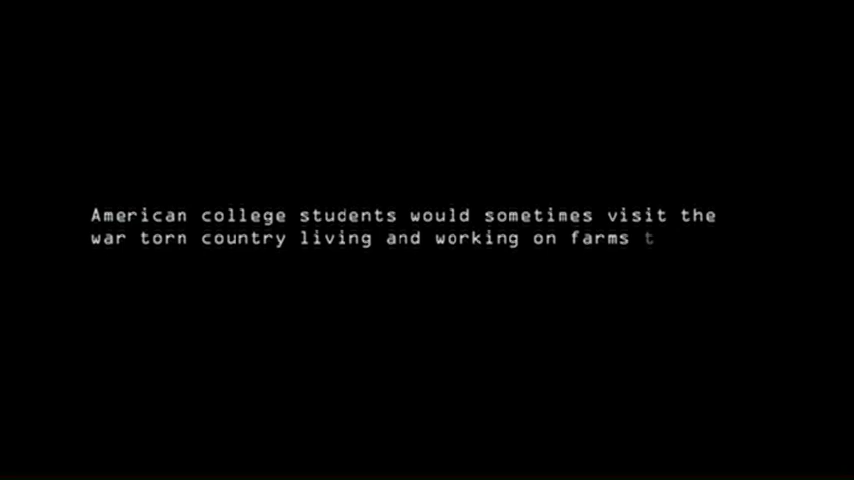 American college students would sometimes visit the
war torn country living and working on farms t